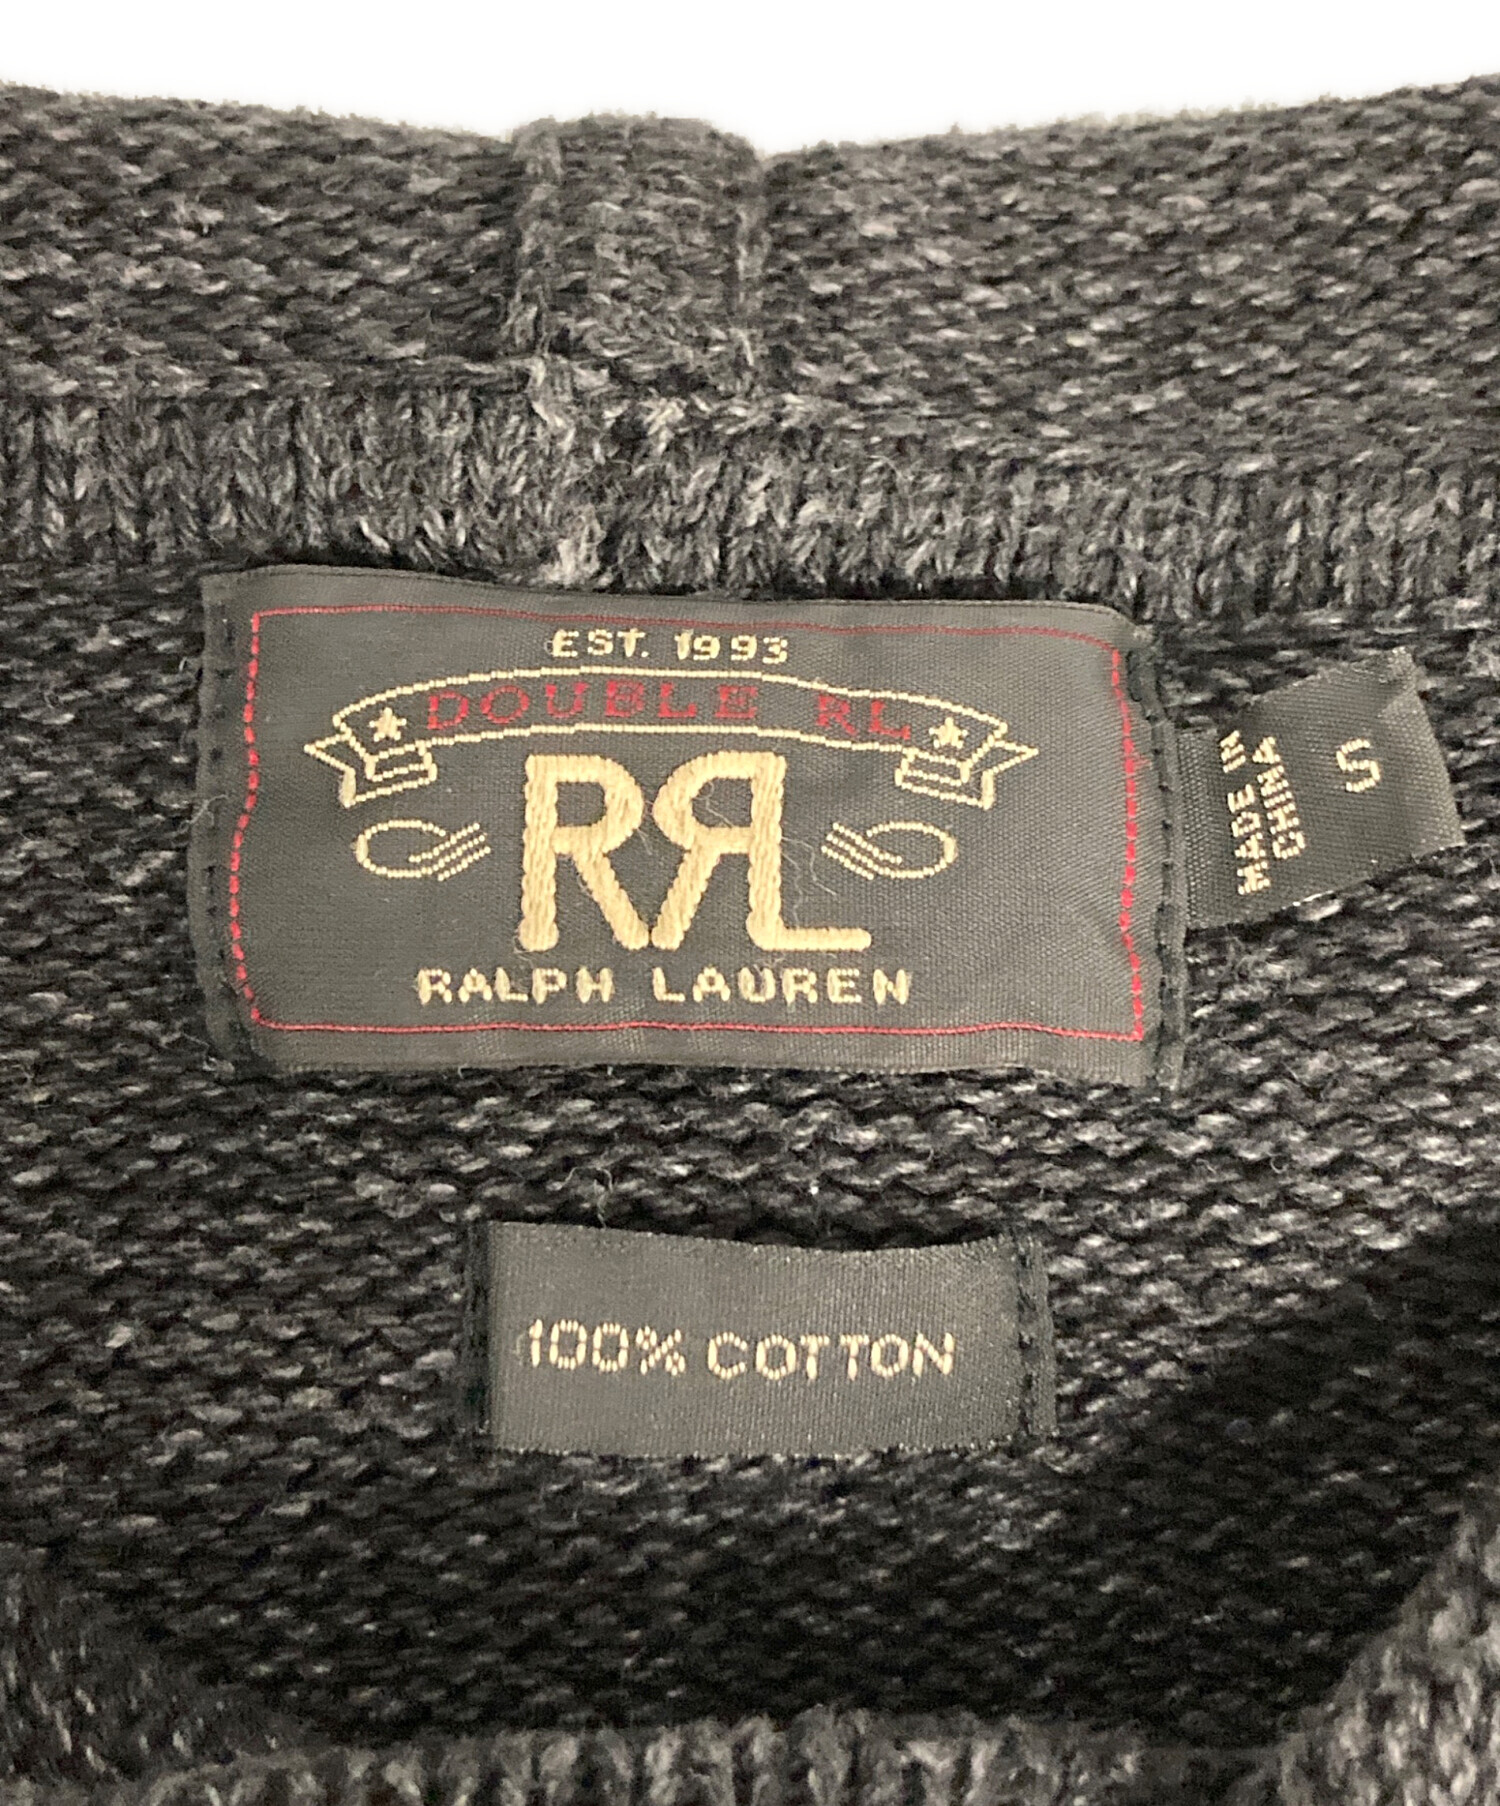 EST. 1993
DOUBLE RL
RRL
RALPH LAUREN
MADE IN
CHINA
S
100% COTTON